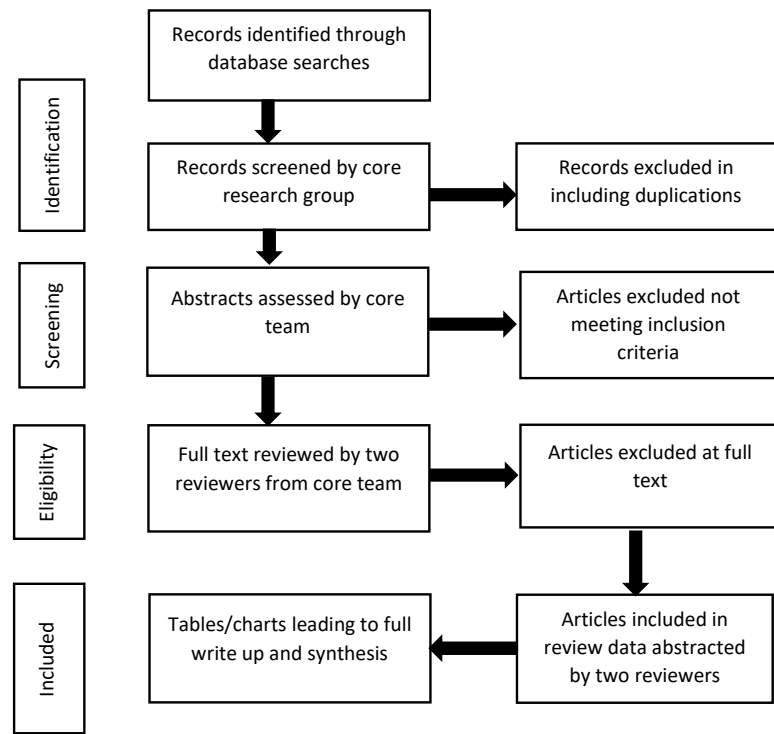 Records identified through
database searches
Identification
Records screened by core
research group
Records excluded in
including duplications
Screening
Abstracts assessed by core
team
Articles excluded not
meeting inclusion
criteria
Eligibility
Full text reviewed by two
reviewers from core team
Articles excluded at full
text
Included
Tables/charts leading to full
write up and synthesis
Articles included in
review data abstracted
by two reviewers